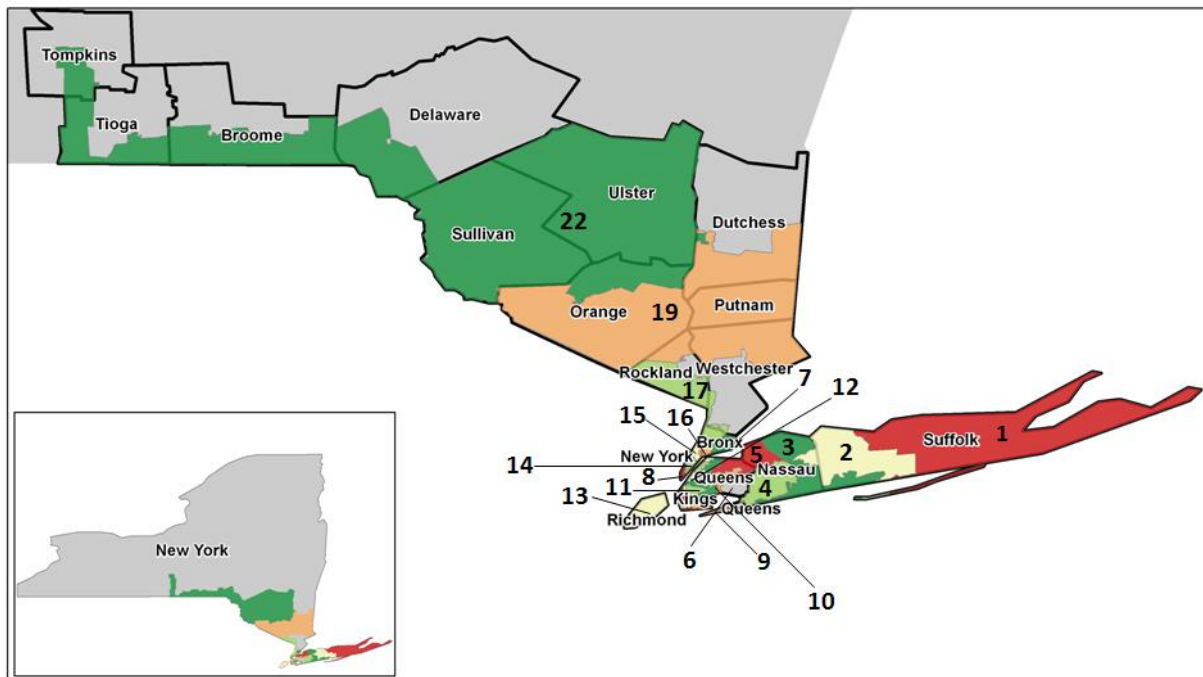 Tompkins
Tioga
Broome
Delaware
Ulster
22
Sullivan
Dutchess
Orange
19
Putnam
Rockland
Westchester
17
7
12
15
16
Bronx
3
2
Suffolk
1
New York
5
14
8
Queens
Nassau
4
11
Kings
13
Queens
Richmond
6
9
10
New York